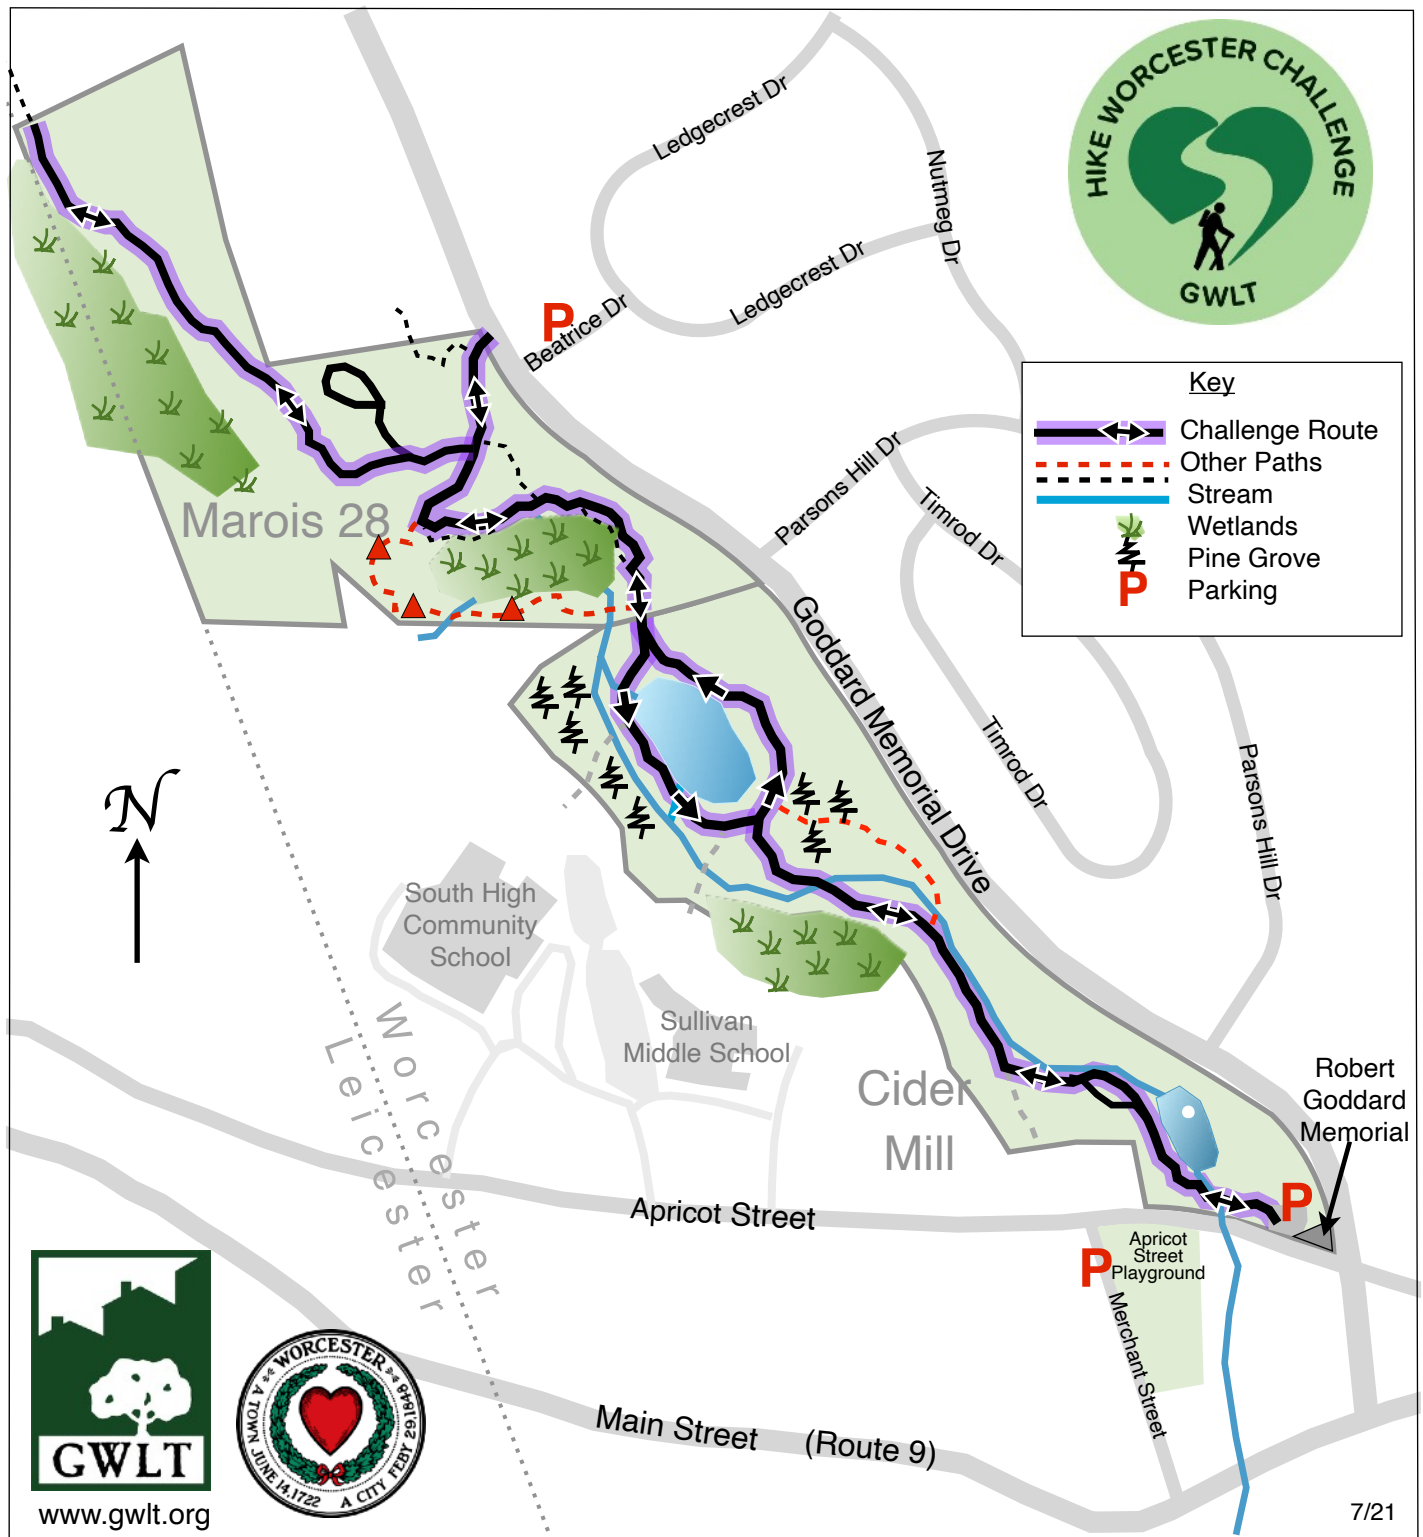 HIKE WORCESTER CHALLENGE
GWLT
Ledgecrest Dr
Nutmeg Dr
Ledgecrest Dr
P
Beatrice Dr
Key
Challenge Route
Other Paths
Stream
Wetlands
Pine Grove
P Parking
Parsons Hill Dr
Timrod Dr
Marois 28
Goddard Memorial Drive
Timrod Dr
Parsons Hill Dr
N
South High
Community
School
Sullivan
Middle School
Worcester
Leicester
Cider
Mill
Robert
Goddard
Memorial
P
Apricot Street
P
Apricot
Street
Playground
Merchant Street
Main Street (Route 9)
GWLT
www.gwlt.org
WORCESTER
A TOWN JUNE 14,1722 A CITY FEBY 29,1848
7/21